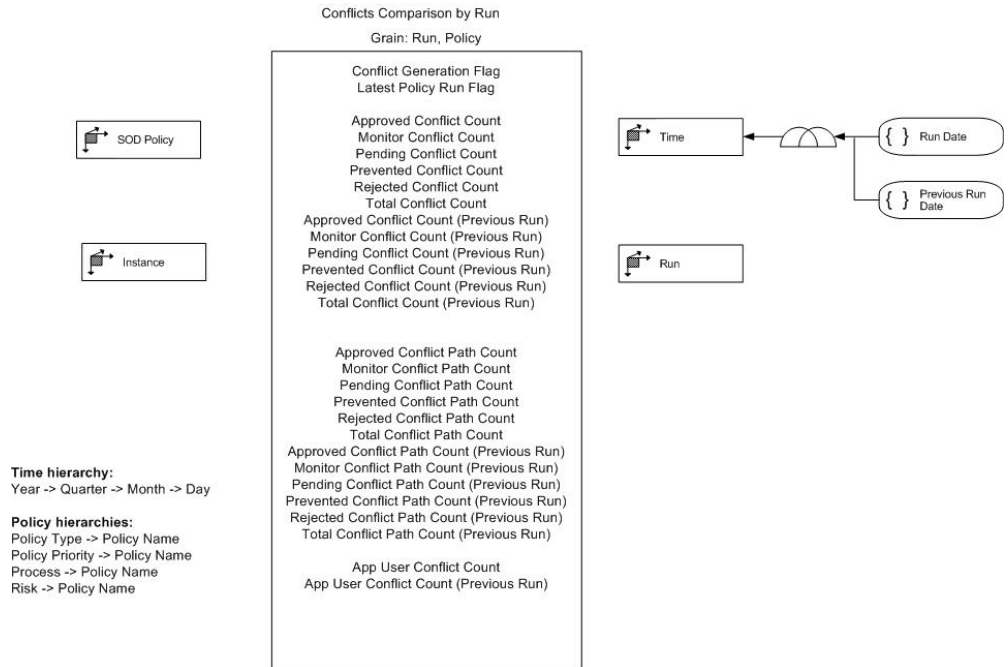 Conflicts Comparison by Run
Grain: Run, Policy
Conflict Generation Flag
Latest Policy Run Flag
Approved Conflict Count
Monitor Conflict Count
Pending Conflict Count
Prevented Conflict Count
Rejected Conflict Count
Total Conflict Count
Approved Conflict Count (Previous Run)
Monitor Conflict Count (Previous Run)
Pending Conflict Count (Previous Run)
Prevented Conflict Count (Previous Run)
Rejected Conflict Count (Previous Run)
Total Conflict Count (Previous Run)
Approved Conflict Path Count
Monitor Conflict Path Count
Pending Conflict Path Count
Prevented Conflict Path Count
Rejected Conflict Path Count
Total Conflict Path Count
Approved Conflict Path Count (Previous Run)
Monitor Conflict Path Count (Previous Run)
Pending Conflict Path Count (Previous Run)
Prevented Conflict Path Count (Previous Run)
Rejected Conflict Path Count (Previous Run)
Total Conflict Path Count (Previous Run)
App User Conflict Count
App User Conflict Count (Previous Run)
SOD Policy
Instance
Time
{ } Run Date
{ } Previous Run
Date
Run
Time hierarchy:
Year -> Quarter -> Month -> Day
Policy hierarchies:
Policy Type -> Policy Name
Policy Priority -> Policy Name
Process -> Policy Name
Risk -> Policy Name